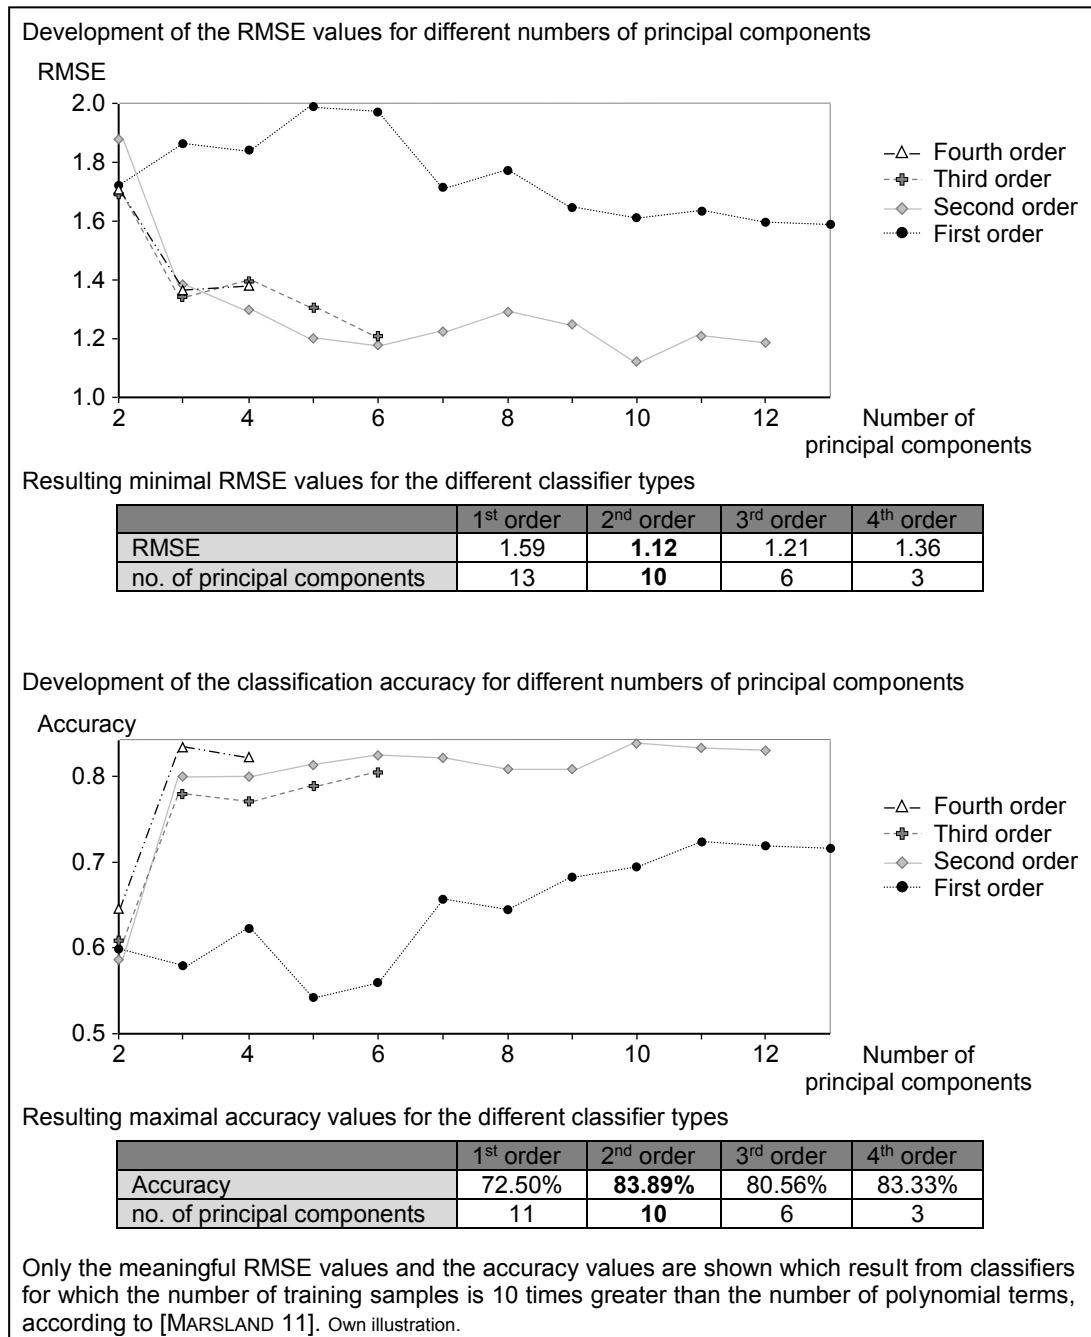 Development of the RMSE values for different numbers of principal components
RMSE
2.0
1.8
1.6
1.4
1.2
1.0
2
4
6
8
10
12
Number of
principal components
Fourth order
Third order
Second order
First order
Resulting minimal RMSE values for the different classifier types
1st order 2nd order 3rd order 4th order
RMSE 1.59 1.12 1.21 1.36
no. of principal components 13 10 6 3
Development of the classification accuracy for different numbers of principal components
Accuracy
0.8
0.7
0.6
0.5
2
4
6
8
10
12
Number of
principal components
Fourth order
Third order
Second order
First order
Resulting maximal accuracy values for the different classifier types
1st order 2nd order 3rd order 4th order
Accuracy 72.50% 83.89% 80.56% 83.33%
no. of principal components 11 10 6 3
Only the meaningful RMSE values and the accuracy values are shown which result from classifiers
for which the number of training samples is 10 times greater than the number of polynomial terms,
according to [MARSLAND 11]. Own illustration.